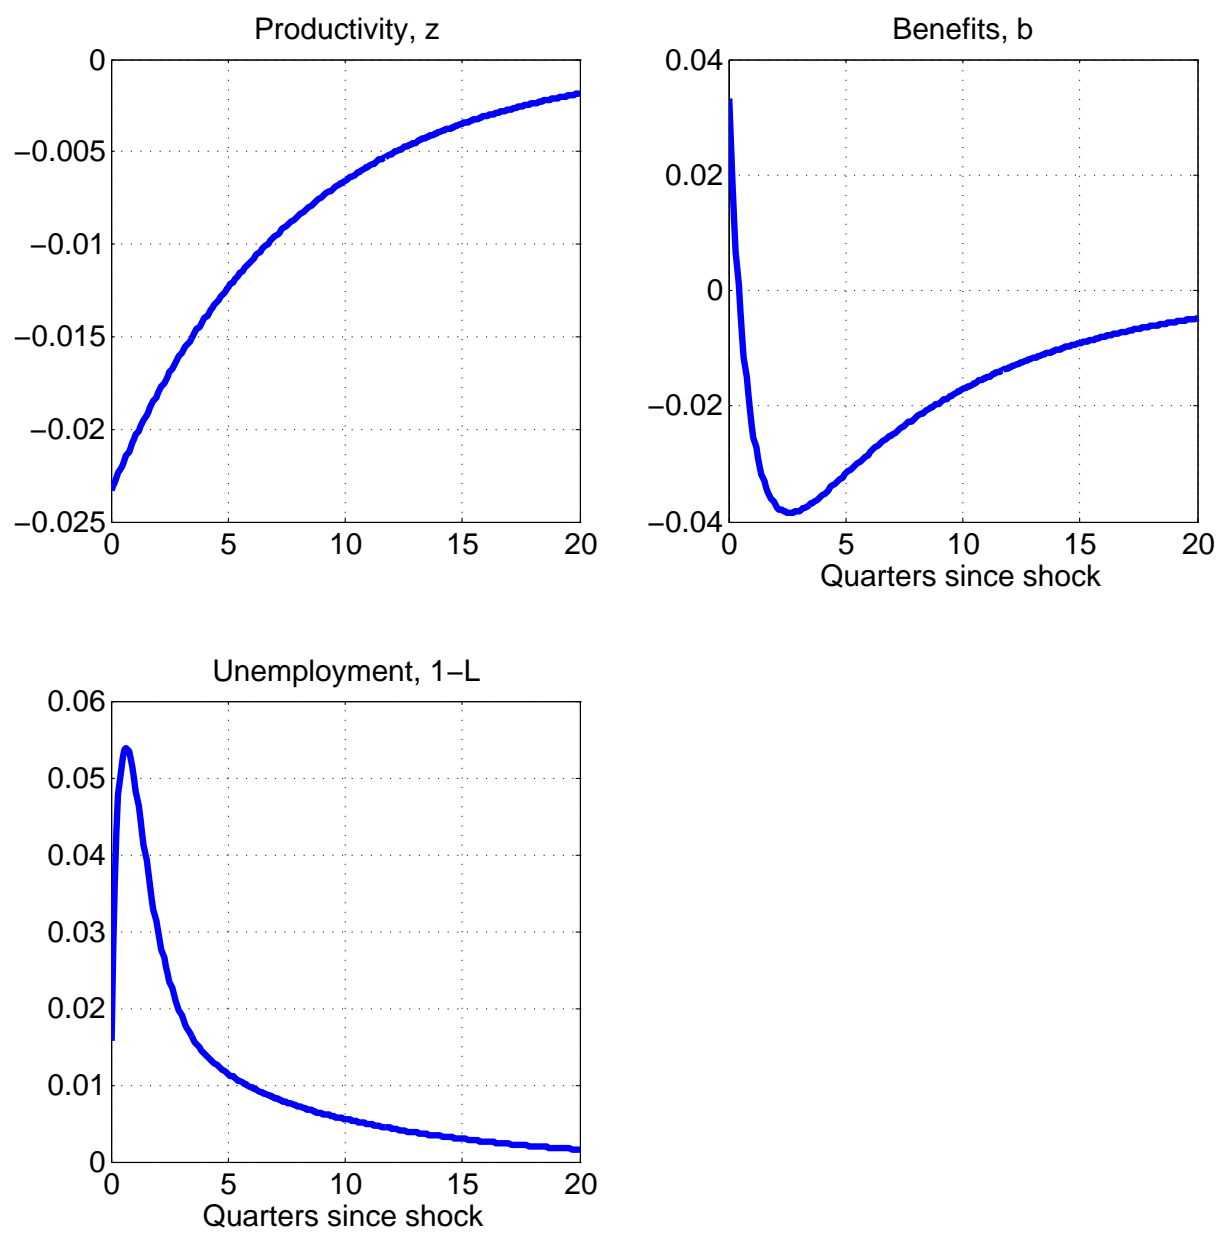 Productivity, z
0
−0.005
−0.01
−0.015
−0.02
−0.025
0 5 10 15 20
Benefits, b
0.04
0.02
0
−0.02
−0.04
0 5 10 15 20
Quarters since shock
Unemployment, 1−L
0.06
0.05
0.04
0.03
0.02
0.01
0
0 5 10 15 20
Quarters since shock